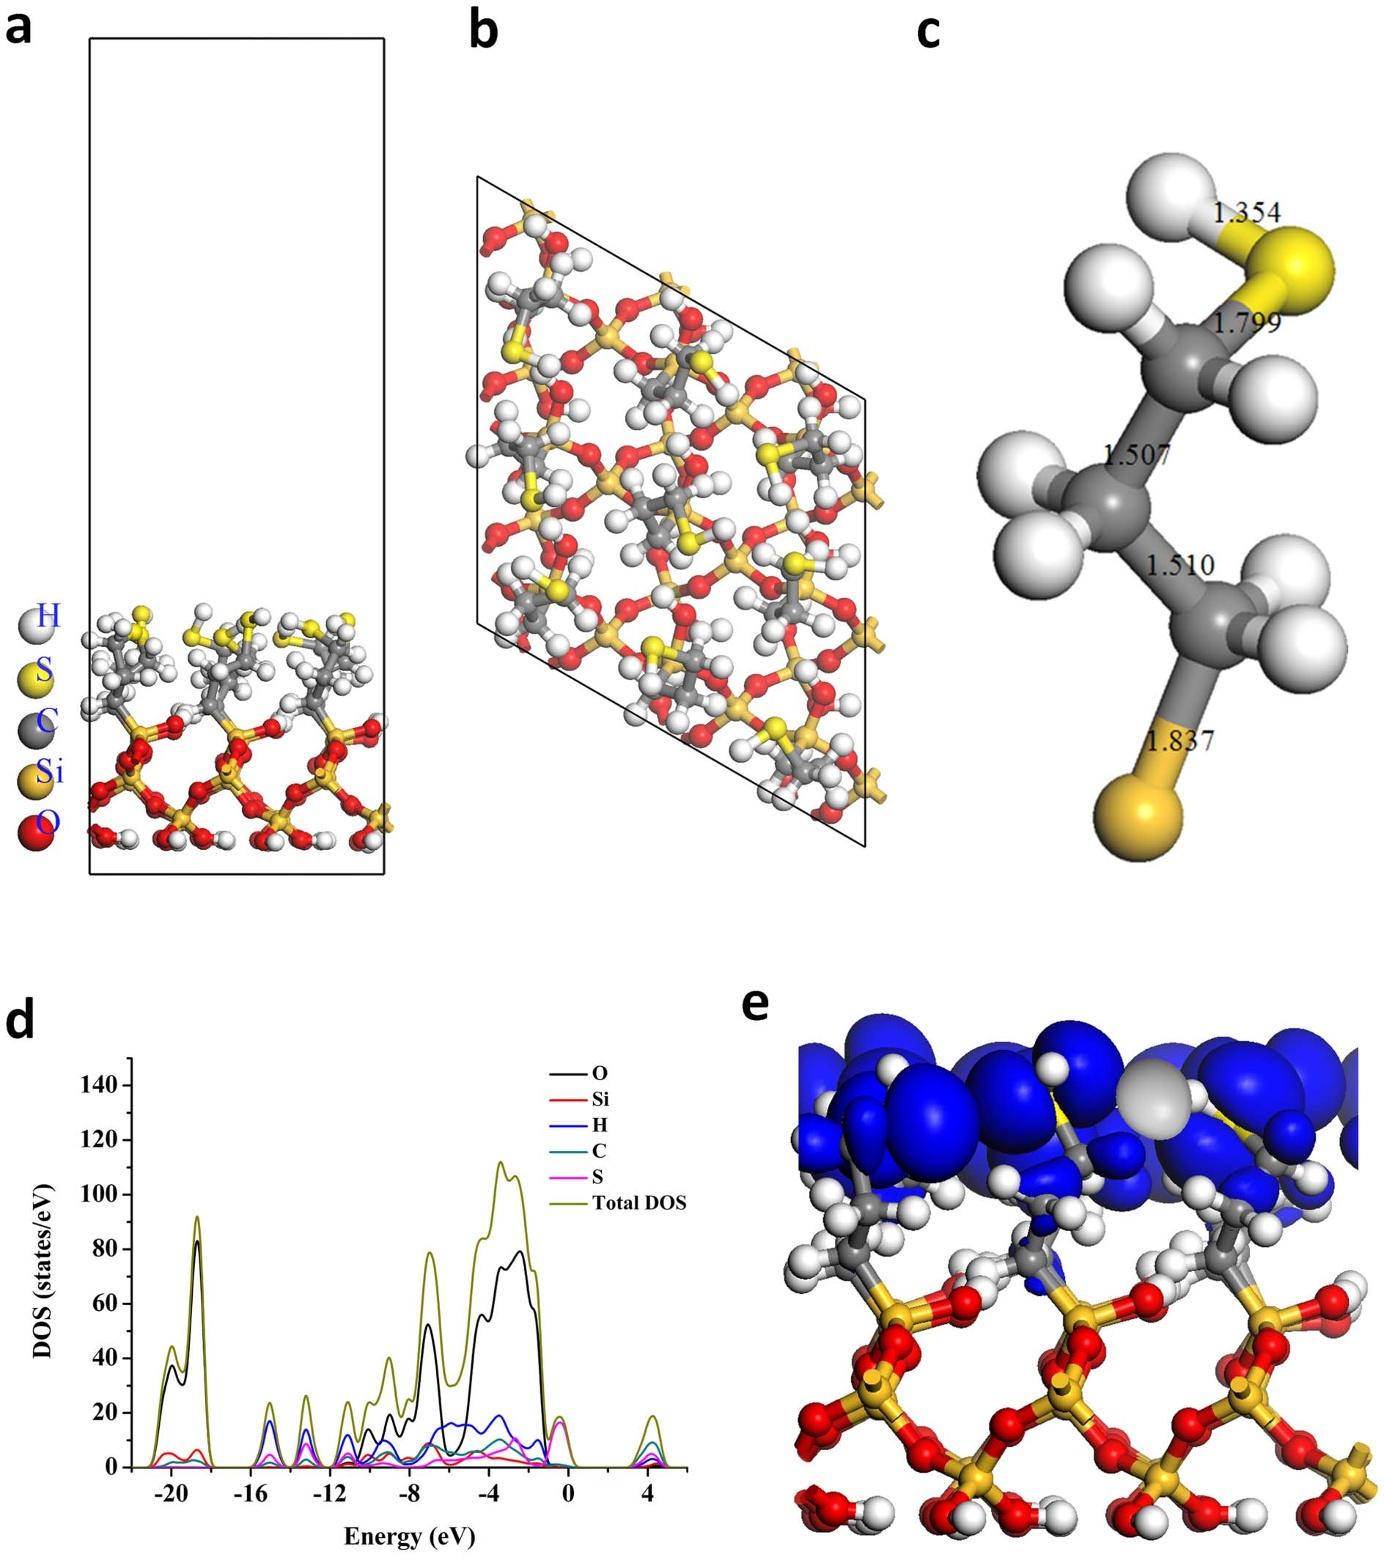 a
b
c
H
S
C
Si
O
1.354
1.799
1.507
1.510
1.837
d
e
DOS (states/eV)
140
120
100
80
60
40
20
0
-20
-16
-12
-8
-4
0
4
Energy (eV)
O
Si
H
C
S
Total DOS